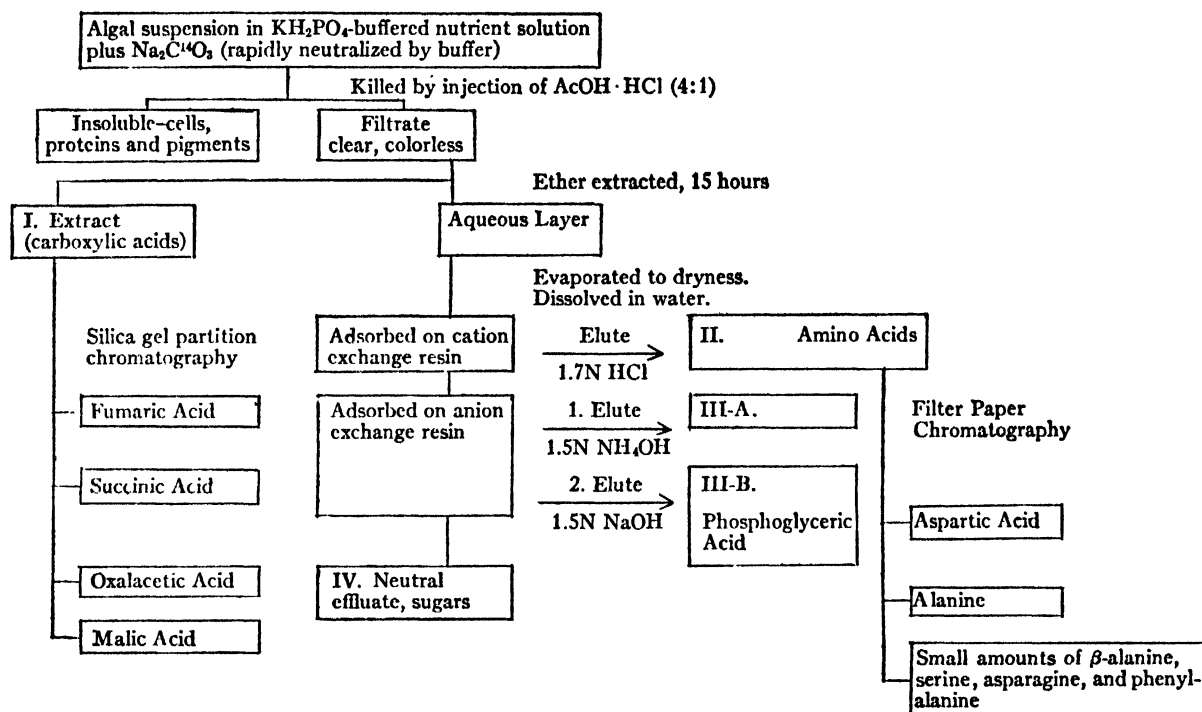 Algal suspension in KH₂PO₄-buffered nutrient solution
plus Na₂C¹⁴O₃ (rapidly neutralized by buffer)
Killed by injection of AcOH·HCl (4:1)
Insoluble-cells,
proteins and pigments
Filtrate
clear, colorless
Ether extracted, 15 hours
I. Extract
(carboxylic acids)
Aqueous Layer
Evaporated to dryness.
Dissolved in water.
Silica gel partition
chromatography
Adsorbed on cation
exchange resin
Elute
1.7N HCl
II. Amino Acids
Fumaric Acid
Adsorbed on anion
exchange resin
1. Elute
1.5N NH₄OH
III-A.
Filter Paper
Chromatography
Succinic Acid
2. Elute
1.5N NaOH
III-B.
Phosphoglyceric
Acid
Aspartic Acid
Oxalacetic Acid
IV. Neutral
effluate, sugars
Alanine
Malic Acid
Small amounts of β-alanine,
serine, asparagine, and phenyl-
alanine